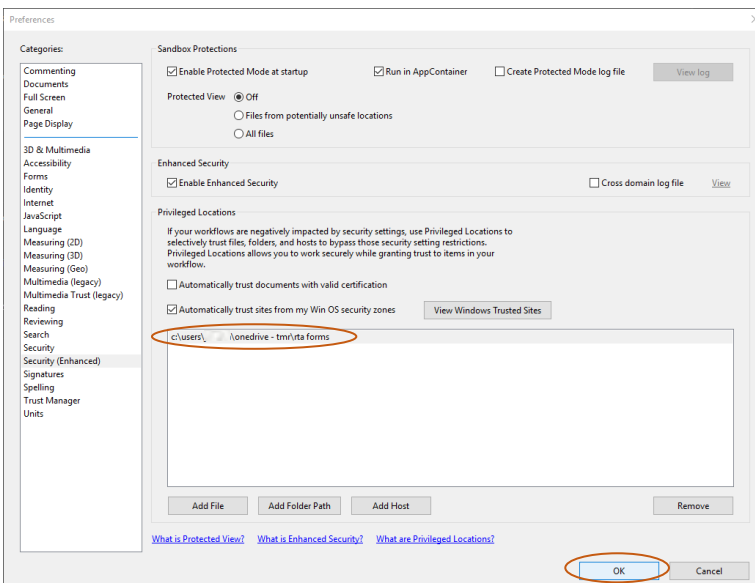 Preferences
Categories:
Commenting
Documents
Full Screen
General
Page Display
3D & Multimedia
Accessibility
Forms
Identity
Internet
JavaScript
Language
Measuring (2D)
Measuring (3D)
Measuring (Geo)
Multimedia (legacy)
Multimedia Trust (legacy)
Reading
Reviewing
Search
Security
Security (Enhanced)
Signatures
Spelling
Trust Manager
Units
Sandbox Protections
Enable Protected Mode at startup Run in AppContainer Create Protected Mode log file View log
Protected View Off
Files from potentially unsafe locations
All files
Enhanced Security
Enable Enhanced Security Cross domain log file View
Privileged Locations
If your workflows are negatively impacted by security settings, use Privileged Locations to
selectively trust files, folders, and hosts to bypass those security setting restrictions.
Privileged Locations allows you to work securely while granting trust to items in your
workflow.
Automatically trust documents with valid certification
Automatically trust sites from my Win OS security zones View Windows Trusted Sites
c:\users\ \onedrive - tmr\rta forms
Add File Add Folder Path Add Host Remove
What is Protected View? What is Enhanced Security? What are Privileged Locations?
OK Cancel